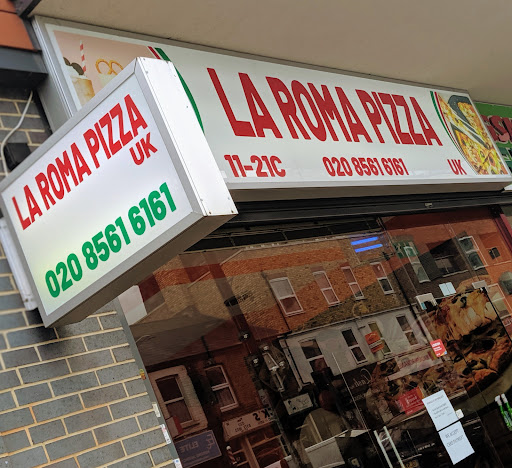 LA ROMA PIZZA
UK
020 8561 6161
LA ROMA PIZZA
11-21C 020 8561 6161 UK